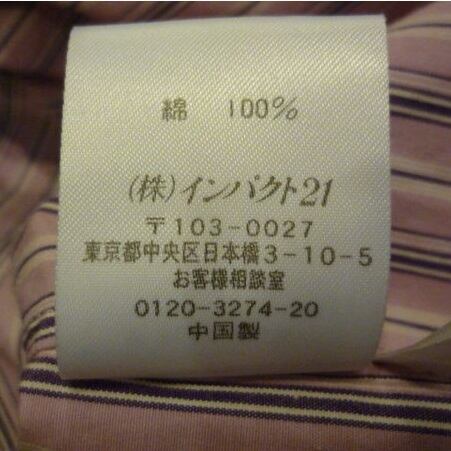 綿 100%
(株)インパクト21
〒103-0027
東京都中央区日本橋3-10-5
お客様相談室
0120-3274-20
中国製